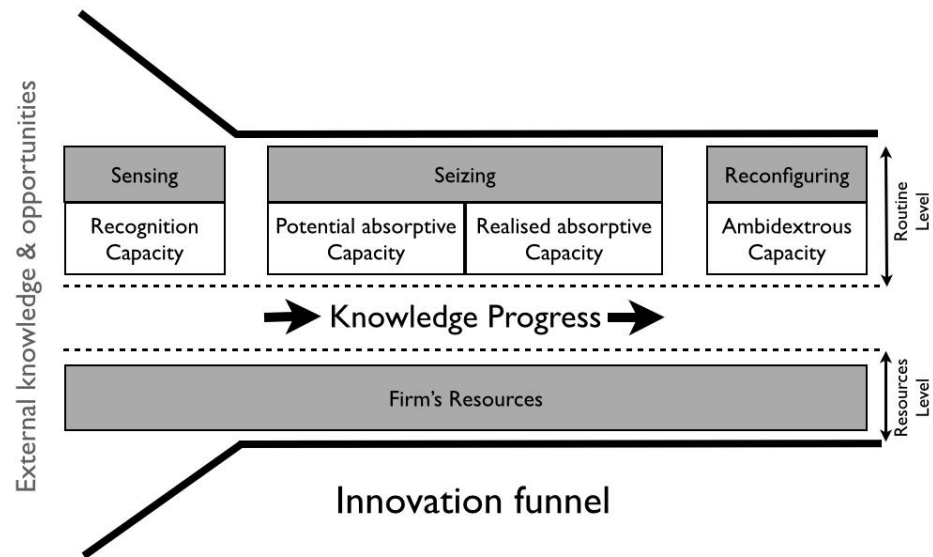 External knowledge & opportunities
Sensing
Recognition
Capacity
Seizing
Potential absorptive
Capacity
Realised absorptive
Capacity
Reconfiguring
Ambidextrous
Capacity
Routine
Level
Knowledge Progress
Firm's Resources
Resources
Level
Innovation funnel